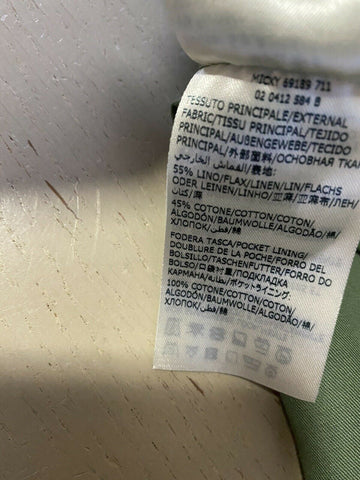 MICKY 69189 711
02 0412 584 B
TESSUTO PRINCIPALE/EXTERNAL
FABRIC/TISSU PRINCIPAL/TEJIDO
PRINCIPAL/AUßENGEWEBE/TECIDO
PRINCIPAL/外部面料/ОСНОВНАЯ ТКА
/القماش الخارجي/表地:
55% LINO/FLAX/LINEN/LIN/FLACHS
ODER LEINEN/LINHO/亚麻/亚麻布/ЛЕН/
كتان/麻
45% COTONE/COTTON/COTON/
ALGODÓN/BAUMWOLLE/ALGODÃO/棉/
ХЛОПОК/قطن/綿
FODERA TASCA/POCKET LINING/
DOUBLURE DE LA POCHE/FORRO DEL
BOLSILLO/TASCHENFUTTER/FORRO DO
BOLSO/口袋衬里/ПОДКЛАДКА
КАРМАНА/بطانة/ポケットライニング:
100% COTONE/COTTON/COTON/
ALGODÓN/BAUMWOLLE/ALGODÃO/棉/
ХЛОПОК/قطن/綿